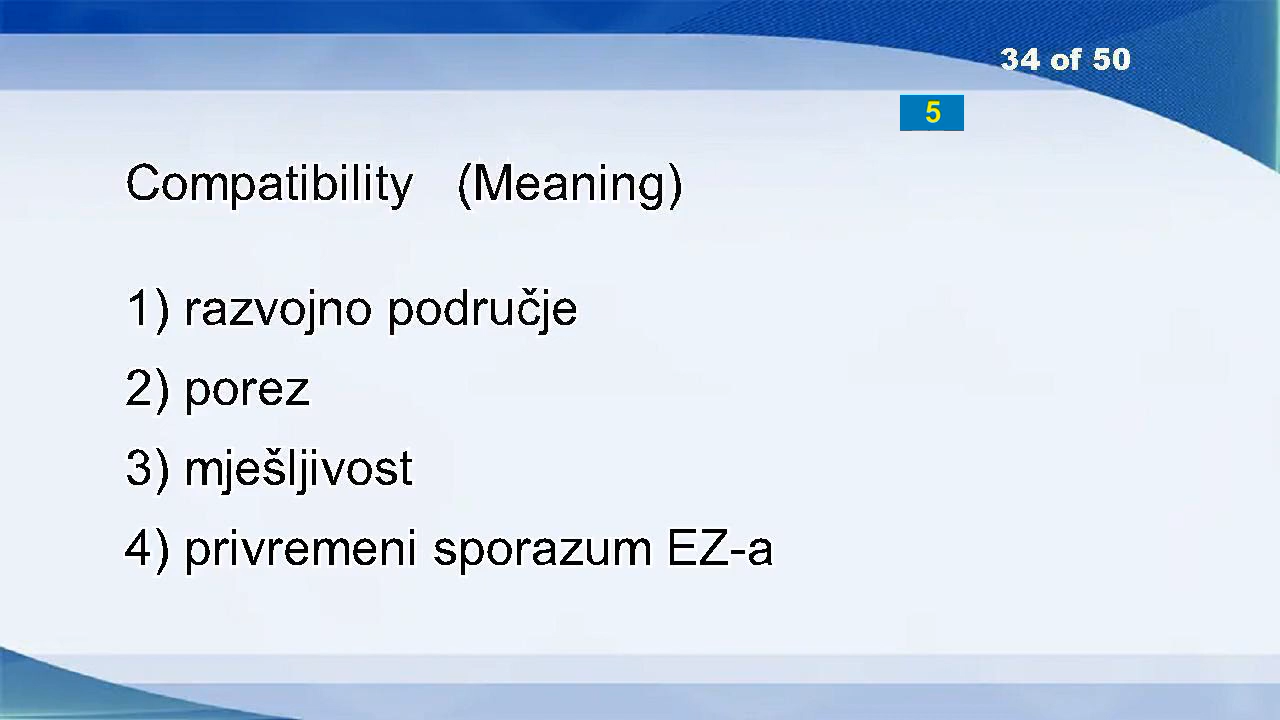 34 of 50
5
Compatibility (Meaning)
1) razvojno područje
2) porez
3) mješljivost
4) privremeni sporazum EZ-a